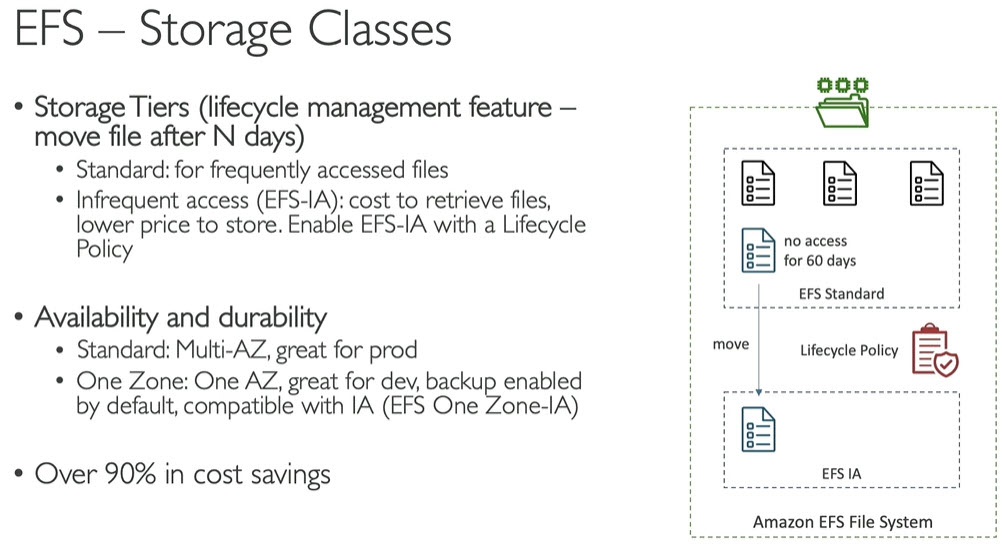 EFS – Storage Classes
• Storage Tiers (lifecycle management feature –
move file after N days)
• Standard: for frequently accessed files
• Infrequent access (EFS-IA): cost to retrieve files,
lower price to store. Enable EFS-IA with a Lifecycle
Policy
• Availability and durability
• Standard: Multi-AZ, great for prod
• One Zone: One AZ, great for dev, backup enabled
by default, compatible with IA (EFS One Zone-IA)
• Over 90% in cost savings
no access
for 60 days
EFS Standard
move
Lifecycle Policy
EFS IA
Amazon EFS File System